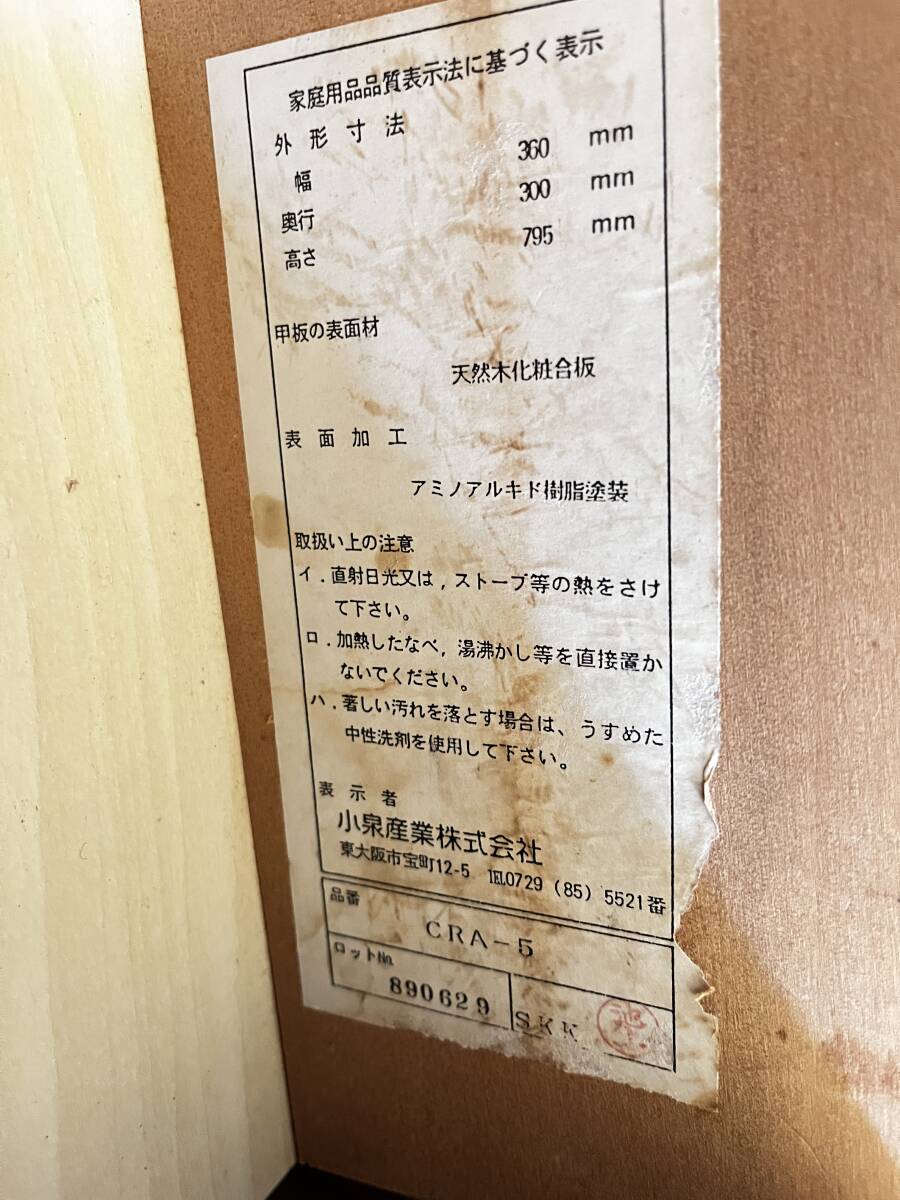 家庭用品品質表示法に基づく表示
外形寸法
幅 360 mm
奥行 300 mm
高さ 795 mm
甲板の表面材
天然木化粧合板
表面加工
アミノアルキド樹脂塗装
取扱い上の注意
イ．直射日光又は，ストーブ等の熱をさけ
て下さい。
ロ．加熱したなべ，湯沸かし等を直接置か
ないでください。
ハ．著しい汚れを落とす場合は、うすめた
中性洗剤を使用して下さい。
表示者
小泉産業株式会社
東大阪市宝町12-5 TEL0729（85）5521番
品番
CRA-5
ロットNo.
890629 SKK